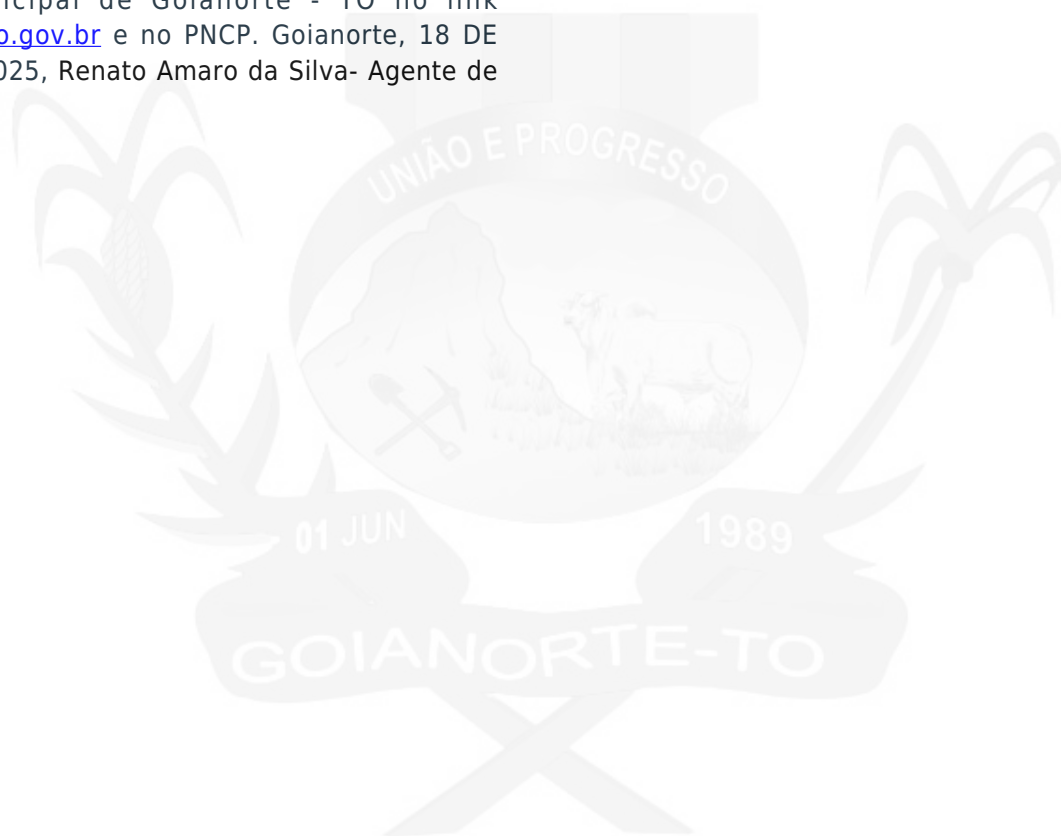 de Goianorte - TO no link
o.gov.br e no PNCP. Goianorte, 18 DE
025, Renato Amaro da Silva- Agente de
UNIÃO E PROGRESSO
01 JUN 1989
GOIANORTE-TO